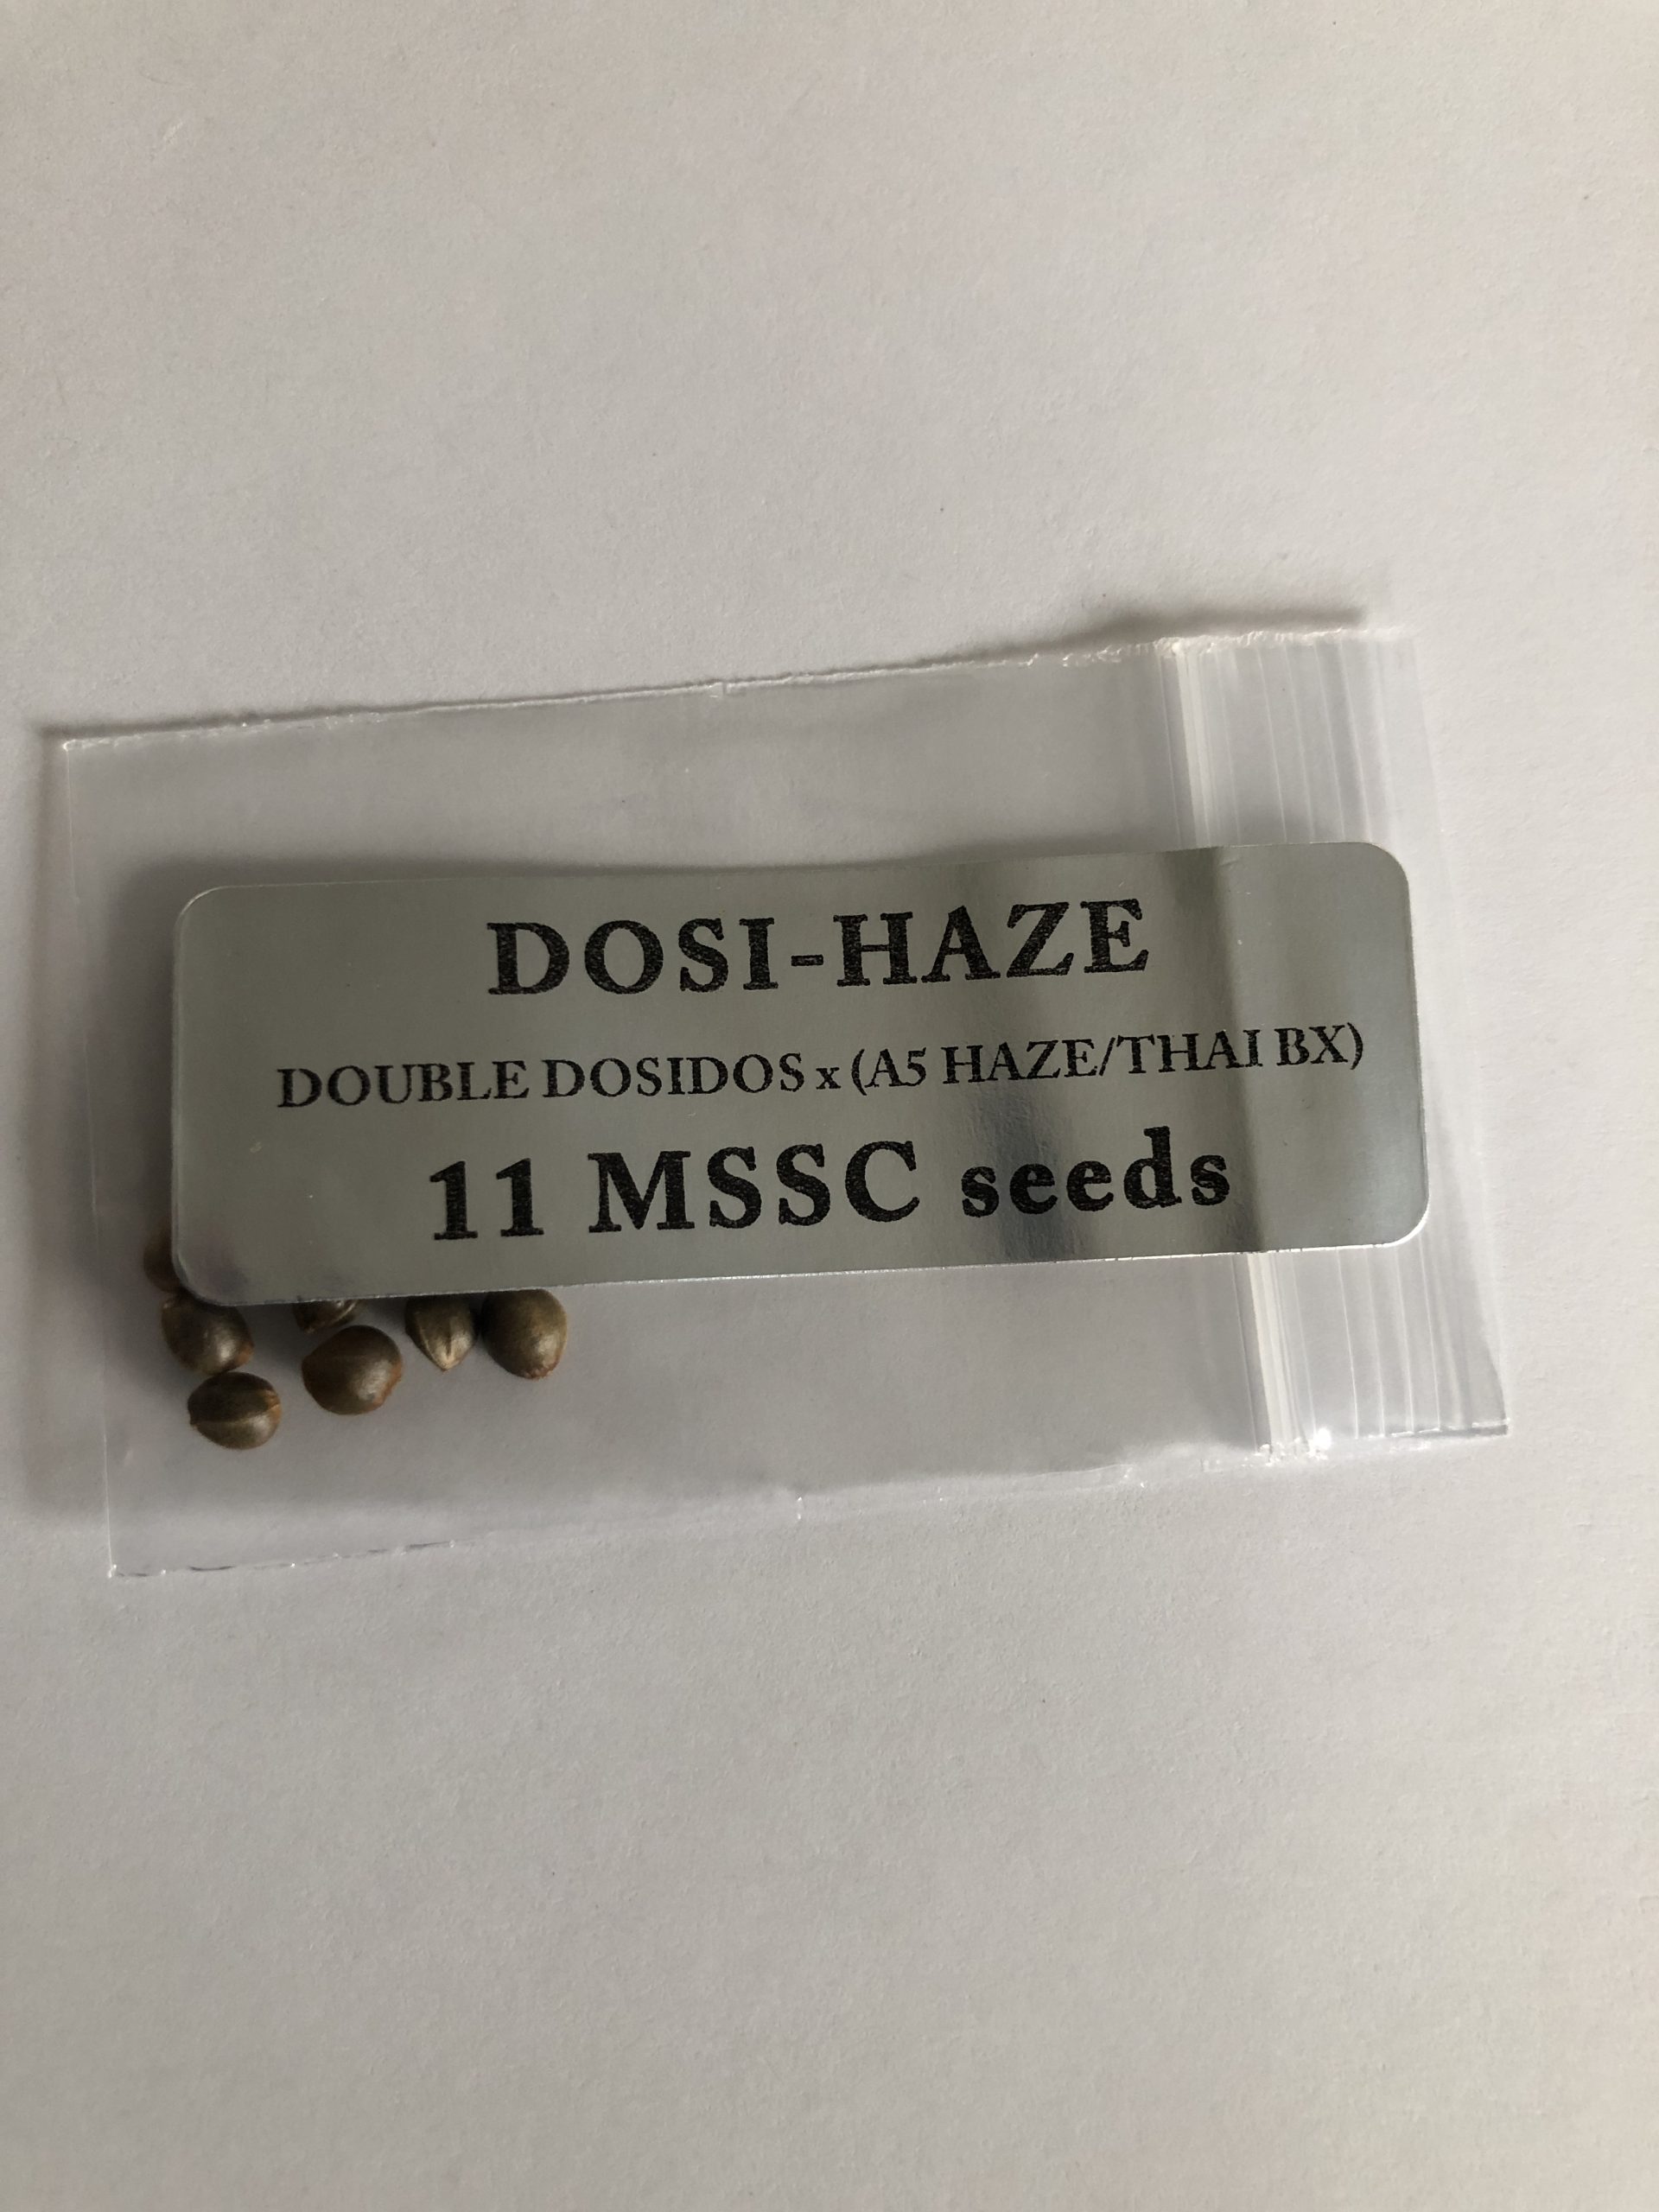 DOSI-HAZE
DOUBLE DOSIDOS x (A5 HAZE/THAI BX)
11 MSSC seeds